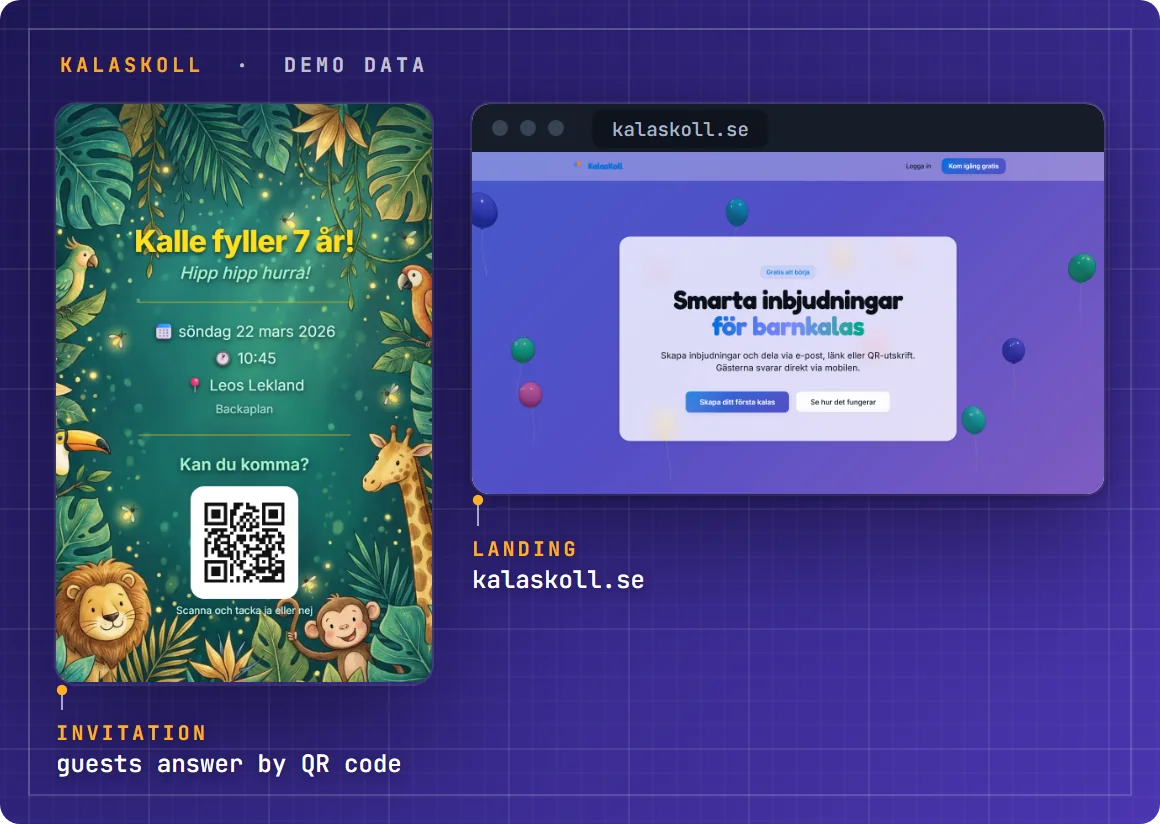 KALASKOLL · DEMO DATA
Kalle fyller 7 år!
Hipp hipp hurra!
söndag 22 mars 2026
10:45
Leos Lekland
Backaplan
Kan du komma?
Scanna och tacka ja eller nej
INVITATION
guests answer by QR code
kalaskoll.se
KalasKoll
Logga in
Kom igång gratis
Gratis att börja
Smarta inbjudningar
för barnkalas
Skapa inbjudningar och dela via e-post, länk eller QR-utskrift.
Gästerna svarar direkt via mobilen.
Skapa ditt första kalas
Se hur det fungerar
LANDING
kalaskoll.se